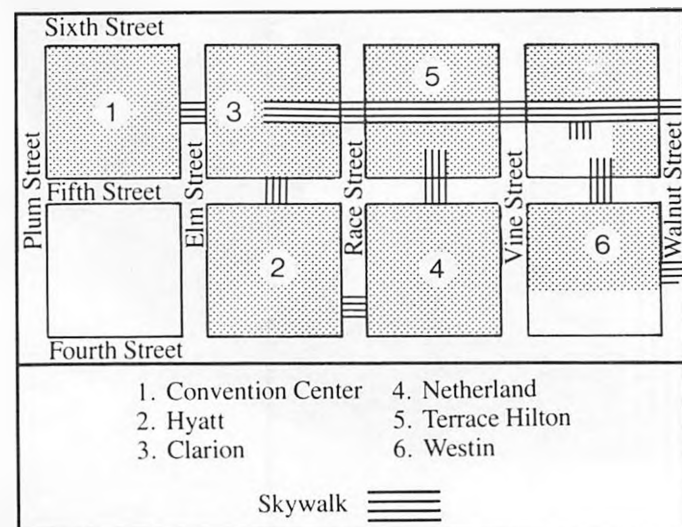 Sixth Street
5
1
3
Plum Street
Elm Street
Race Street
Vine Street
Walnut Street
Fifth Street
2
4
6
Fourth Street
1. Convention Center
2. Hyatt
3. Clarion
4. Netherland
5. Terrace Hilton
6. Westin
Skywalk